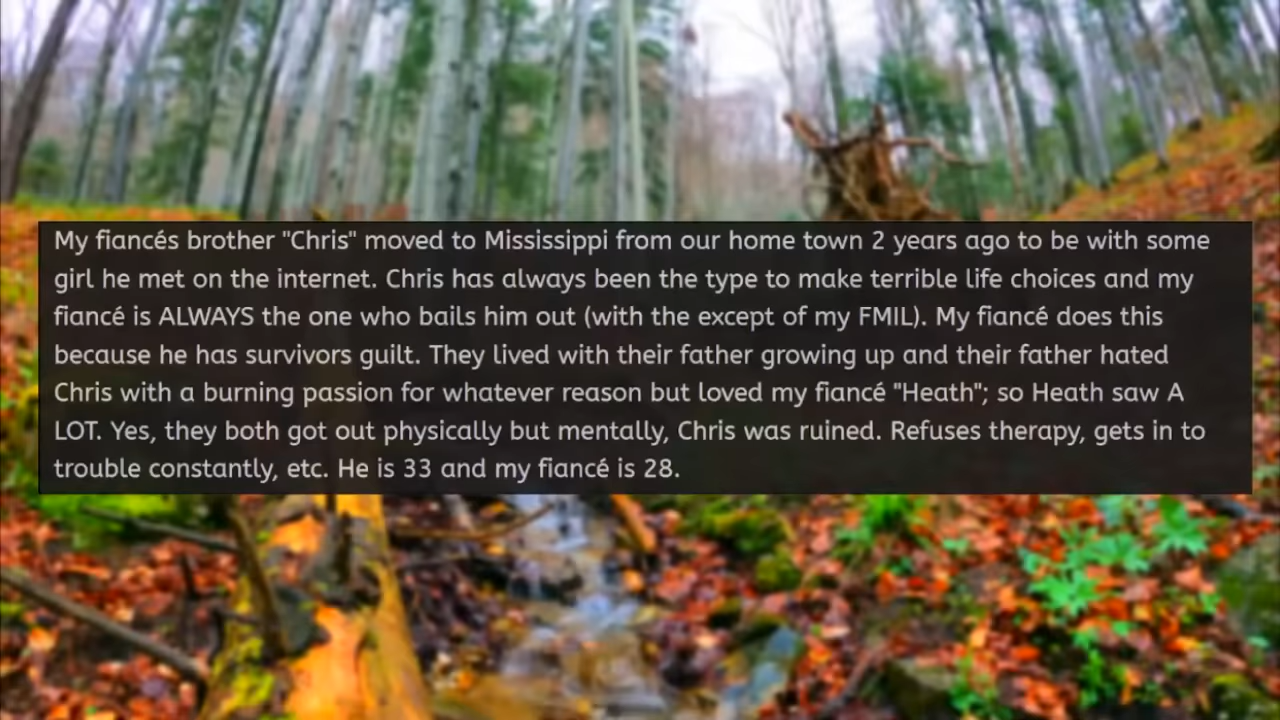 My fiancés brother "Chris" moved to Mississippi from our home town 2 years ago to be with some
girl he met on the internet. Chris has always been the type to make terrible life choices and my
fiancé is ALWAYS the one who bails him out (with the except of my FMIL). My fiancé does this
because he has survivors guilt. They lived with their father growing up and their father hated
Chris with a burning passion for whatever reason but loved my fiancé "Heath"; so Heath saw A
LOT. Yes, they both got out physically but mentally, Chris was ruined. Refuses therapy, gets in to
trouble constantly, etc. He is 33 and my fiancé is 28.